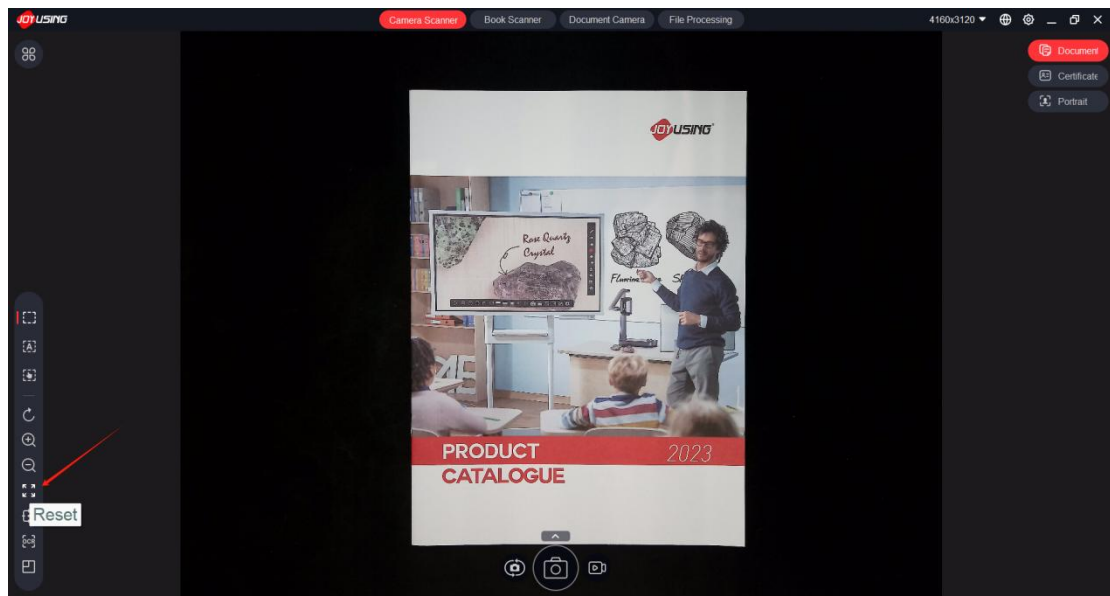 JOYUSING
Camera Scanner
Book Scanner
Document Camera
File Processing
4160x3120
Document
Certificate
Portrait
JOYUSING
Rose Quartz
Crystal
PRODUCT
CATALOGUE
2023
A
Reset
OCR